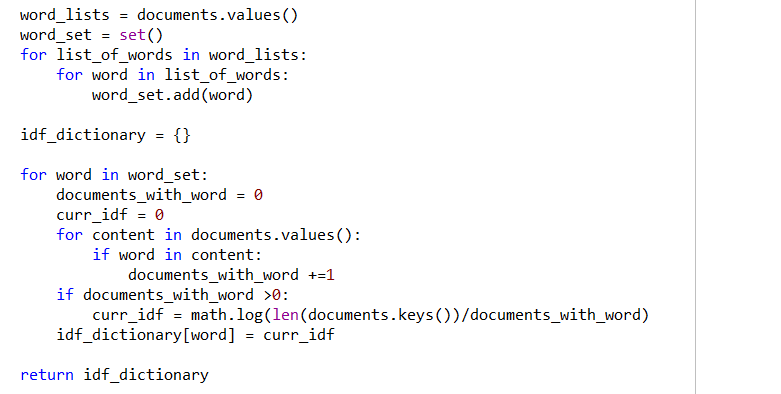 word_lists = documents.values()
word_set = set()
for list_of_words in word_lists:
    for word in list_of_words:
        word_set.add(word)

idf_dictionary = {}

for word in word_set:
    documents_with_word = 0
    curr_idf = 0
    for content in documents.values():
        if word in content:
            documents_with_word +=1
    if documents_with_word >0:
        curr_idf = math.log(len(documents.keys())/documents_with_word)
    idf_dictionary[word] = curr_idf

return idf_dictionary